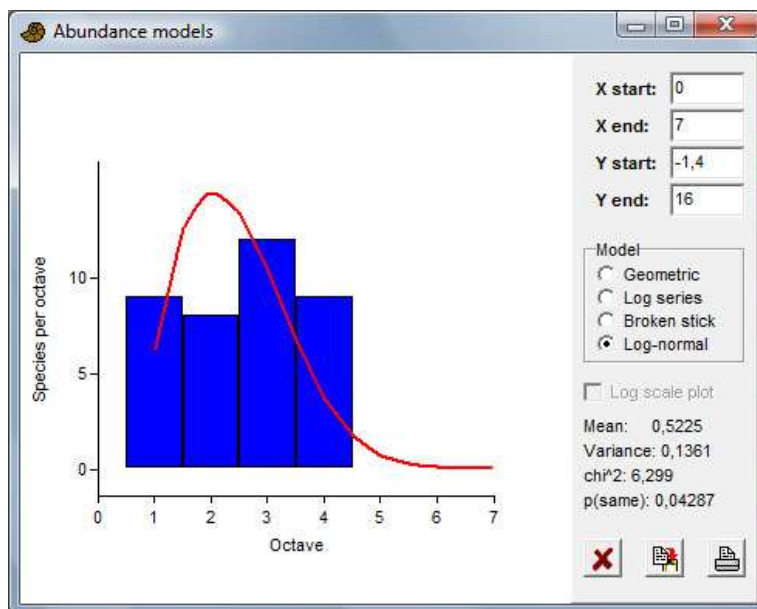 Abundance models
X start: 0
X end: 7
Y start: -1,4
Y end: 16
Model
Geometric
Log series
Broken stick
Log-normal
Log scale plot
Mean: 0,5225
Variance: 0,1361
chi^2: 6,299
p(same): 0,04287
Species per octave
10
5
0
0 1 2 3 4 5 6 7
Octave